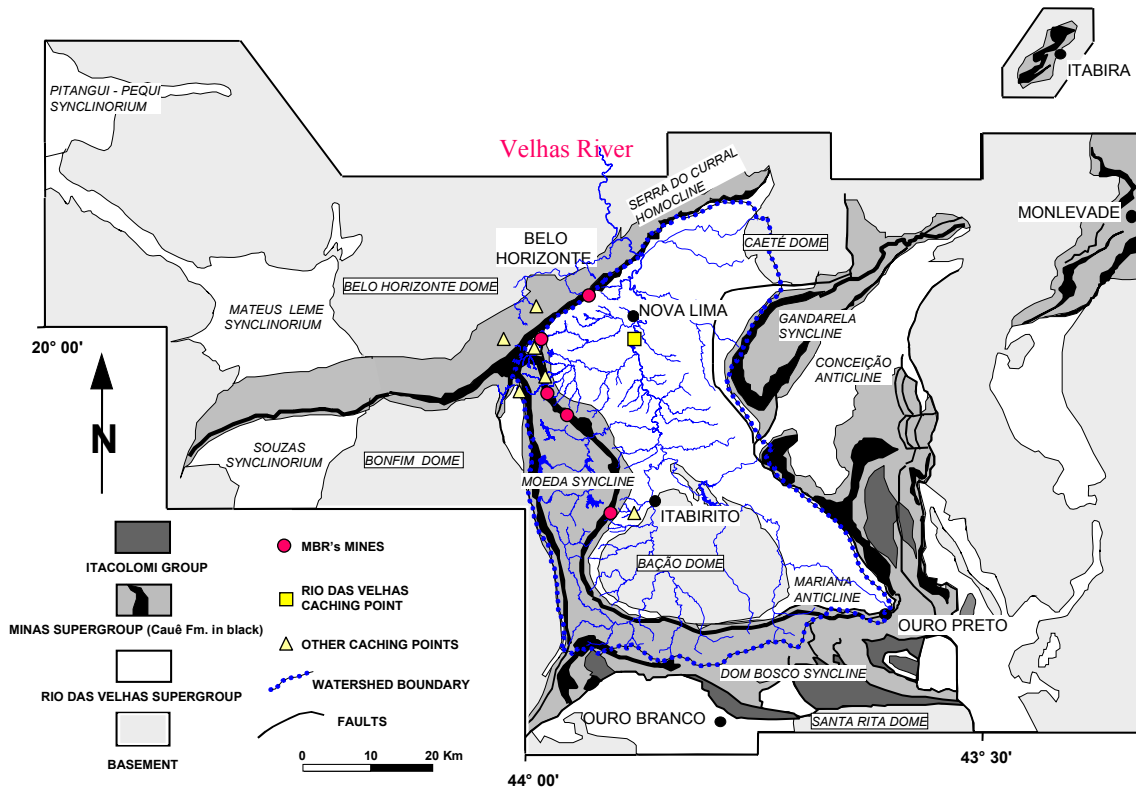 ITABIRA
PITANGUI - PEQUI
SYNCLINORIUM
Velhas River
SERRA DO CURRAL
HOMOCLINE
MONLEVADE
BELO
HORIZONTE
CAETÉ DOME
BELO HORIZONTE DOME
MATEUS LEME
SYNCLINORIUM
NOVA LIMA
GANDARELA
SYNCLINE
20° 00'
CONCEIÇÃO
ANTICLINE
N
SOUZAS
SYNCLINORIUM
BONFIM DOME
MOEDA SYNCLINE
ITABIRITO
BAÇÃO DOME
MARIANA
ANTICLINE
OURO PRETO
DOM BOSCO SYNCLINE
OURO BRANCO
SANTA RITA DOME
ITACOLOMI GROUP
MINAS SUPERGROUP (Cauê Fm. in black)
RIO DAS VELHAS SUPERGROUP
BASEMENT
MBR's MINES
RIO DAS VELHAS
CACHING POINT
OTHER CACHING POINTS
WATERSHED BOUNDARY
FAULTS
0 10 20 Km
44° 00'
43° 30'